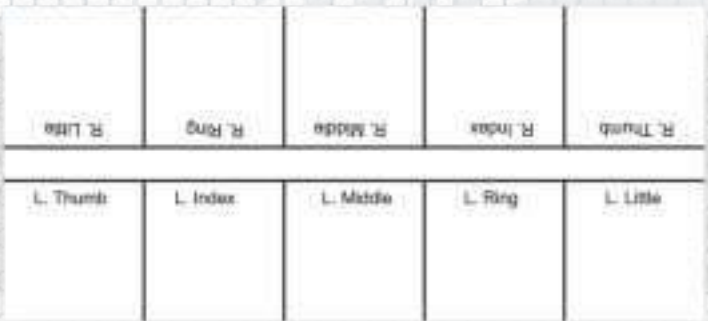 R. Little R. Ring R. Middle R. Index R. Thumb
L. Thumb L. Index L. Middle L. Ring L. Little